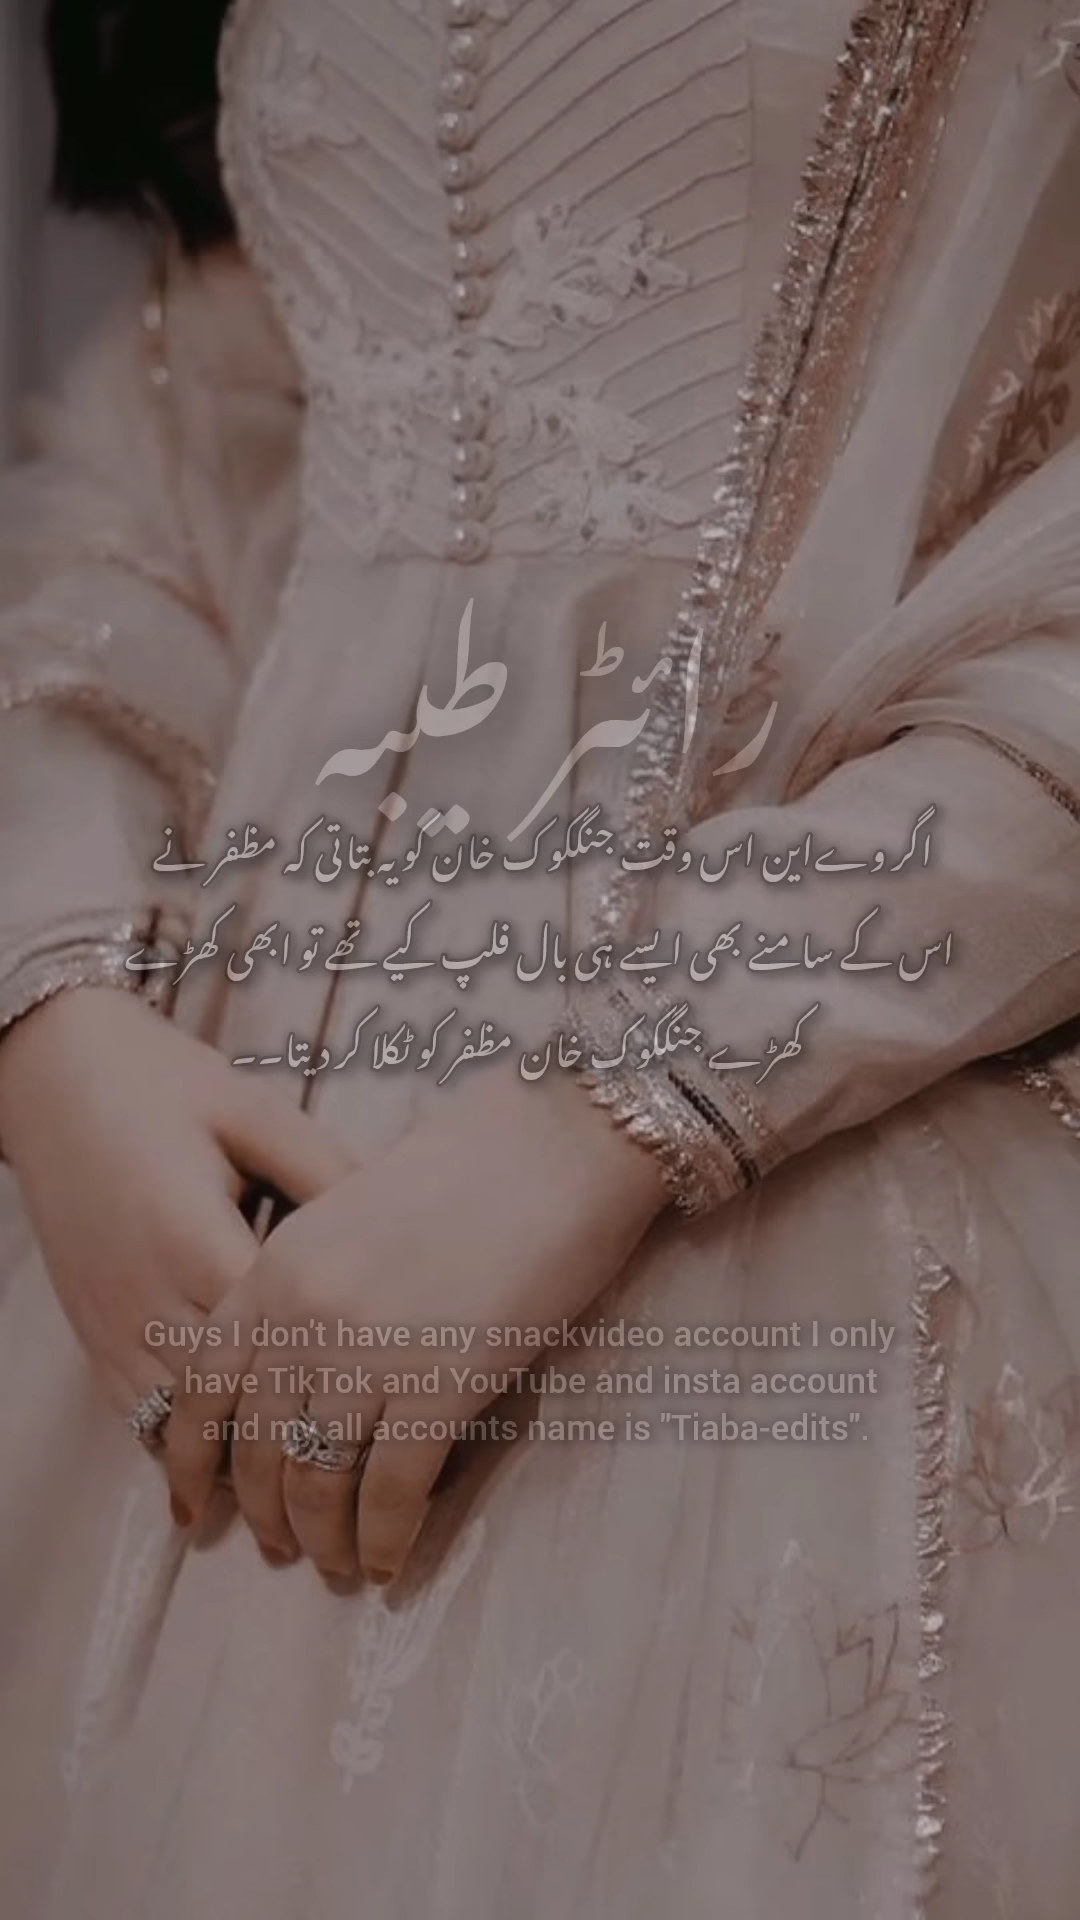 رائٹر طیبہ
اگر وے این اس وقت جنگکوک خان کو یہ بتاتی کہ مظفر نے
اس کے سامنے بھی ایسے ہی بال فلپ کیے تھے تو ابھی کھڑے
کھڑے جنگکوک خان مظفر کو ٹکلا کر دیتا۔۔
Guys I don't have any snackvideo account I only
have TikTok and YouTube and insta account
and my all accounts name is "Tiaba-edits".